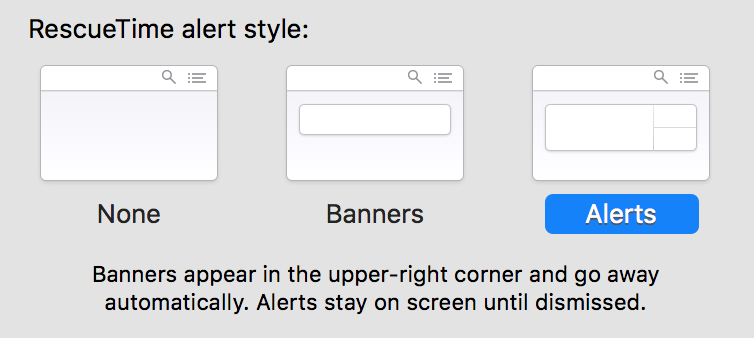 RescueTime alert style:
None
Banners
Alerts
Banners appear in the upper-right corner and go away
automatically. Alerts stay on screen until dismissed.